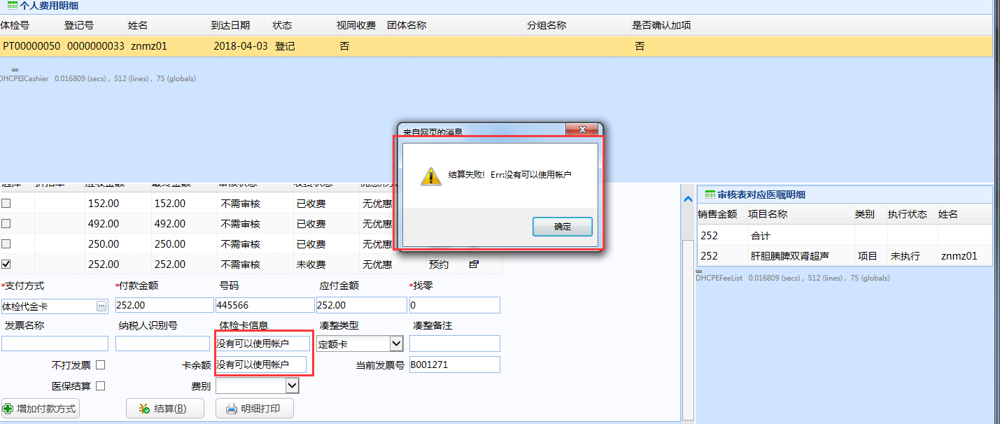 个人费用明细
体检号 登记号 姓名 到达日期 状态 视同收费 团体名称 分组名称 是否确认加项
PT00000050 0000000033 znmz01 2018-04-03 登记 否 否
DHCPEICashier 0.016809 (secs) , 512 (lines) , 75 (globals)
来自网页的消息
结算失败! Err:没有可以使用帐户
确定
152.00 152.00 不需审核 已收费 无优惠
492.00 492.00 不需审核 已收费 无优惠
250.00 250.00 不需审核 已收费 无优惠
252.00 252.00 不需审核 未收费 无优惠 预约
审核表对应医嘱明细
销售金额 项目名称 类别 执行状态 姓名
252 合计
252 肝胆胰脾双肾超声 项目 未执行 znmz01
DHCPEFeeList 0.016809 (secs) , 512 (lines) , 75 (globals)
*支付方式 *付款金额 号码 应付金额 *找零
体检代金卡 ... 252.00 445566 252.00 0
发票名称 纳税人识别号 体检卡信息 凑整类型 凑整备注
没有可以使用帐户 定额卡
不打发票 卡余额 没有可以使用帐户 当前发票号 B001271
医保结算 费别
增加付款方式 结算(B) 明细打印